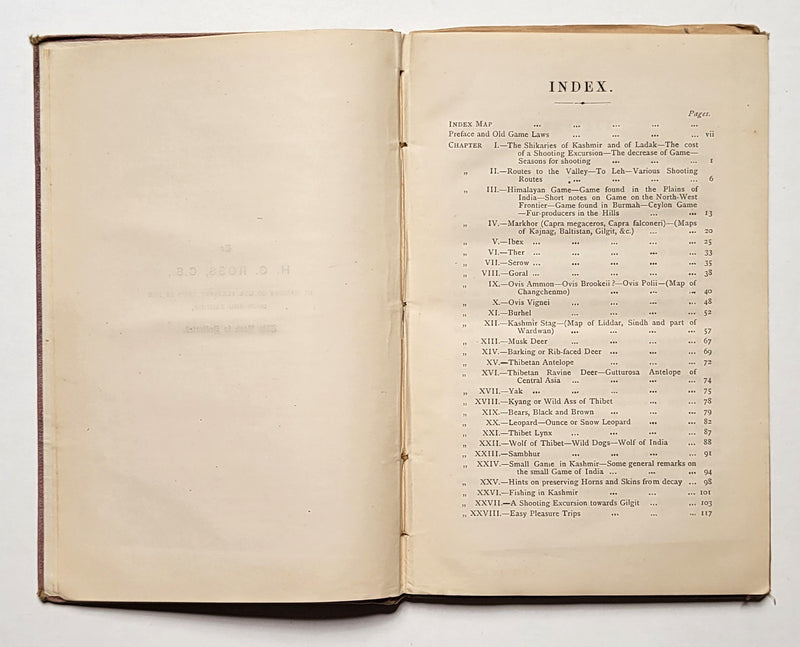 To
H. C. ROSS, C.S.,
This Book is Dedicated.
INDEX.
Pages.
INDEX MAP ... ... ... ... ...
Preface and Old Game Laws ... ... ... ... vii
CHAPTER I.—The Shikaries of Kashmir and of Ladak—The cost
of a Shooting Excursion—The decrease of Game—
Seasons for shooting ... ... ... 1
„ II.—Routes to the Valley—To Leh—Various Shooting
Routes ... ... ... ... 6
„ III.—Himalayan Game—Game found in the Plains of
India—Short notes on Game on the North-West
Frontier—Game found in Burmah—Ceylon Game
—Fur-producers in the Hills ... ... 13
„ IV.—Markhor (Capra megaceros, Capra falconeri)—(Maps
of Kajnag, Baltistan, Gilgit, &c.) ... ... 20
„ V.—Ibex ... ... ... ... ... 25
„ VI.—Ther ... ... ... ... ... 33
„ VII.—Serow ... ... ... ... ... 35
„ VIII.—Goral ... ... ... ... ... 38
„ IX.—Ovis Ammon—Ovis Brookeii?—Ovis Polii—(Map of
Changchenmo) ... ... ... 40
„ X.—Ovis Vignei ... ... ... ... 48
„ XI.—Burhel ... ... ... ... 52
„ XII.—Kashmir Stag—(Map of Liddar, Sindh and part of
Wardwan) ... ... ... ... 57
„ XIII.—Musk Deer ... ... ... ... 67
„ XIV.—Barking or Rib-faced Deer ... ... ... 69
„ XV.—Thibetan Antelope ... ... ... 72
„ XVI.—Thibetan Ravine Deer—Gutturosa Antelope of
Central Asia ... ... ... ... 74
„ XVII.—Yak ... ... ... ... ... 75
„ XVIII.—Kyang or Wild Ass of Thibet ... ... 78
„ XIX.—Bears, Black and Brown ... ... ... 79
„ XX.—Leopard—Ounce or Snow Leopard ... ... 82
„ XXI.—Thibet Lynx ... ... ... ... 87
„ XXII.—Wolf of Thibet—Wild Dogs—Wolf of India ... 88
„ XXIII.—Sambhur ... ... ... ... 91
„ XXIV.—Small Game in Kashmir—Some general remarks on
the small Game of India ... ... ... 94
„ XXV.—Hints on preserving Horns and Skins from decay ... 98
„ XXVI.—Fishing in Kashmir ... ... ... 101
„ XXVII.—A Shooting Excursion towards Gilgit ... ... 103
„ XXVIII.—Easy Pleasure Trips ... ... ... 117